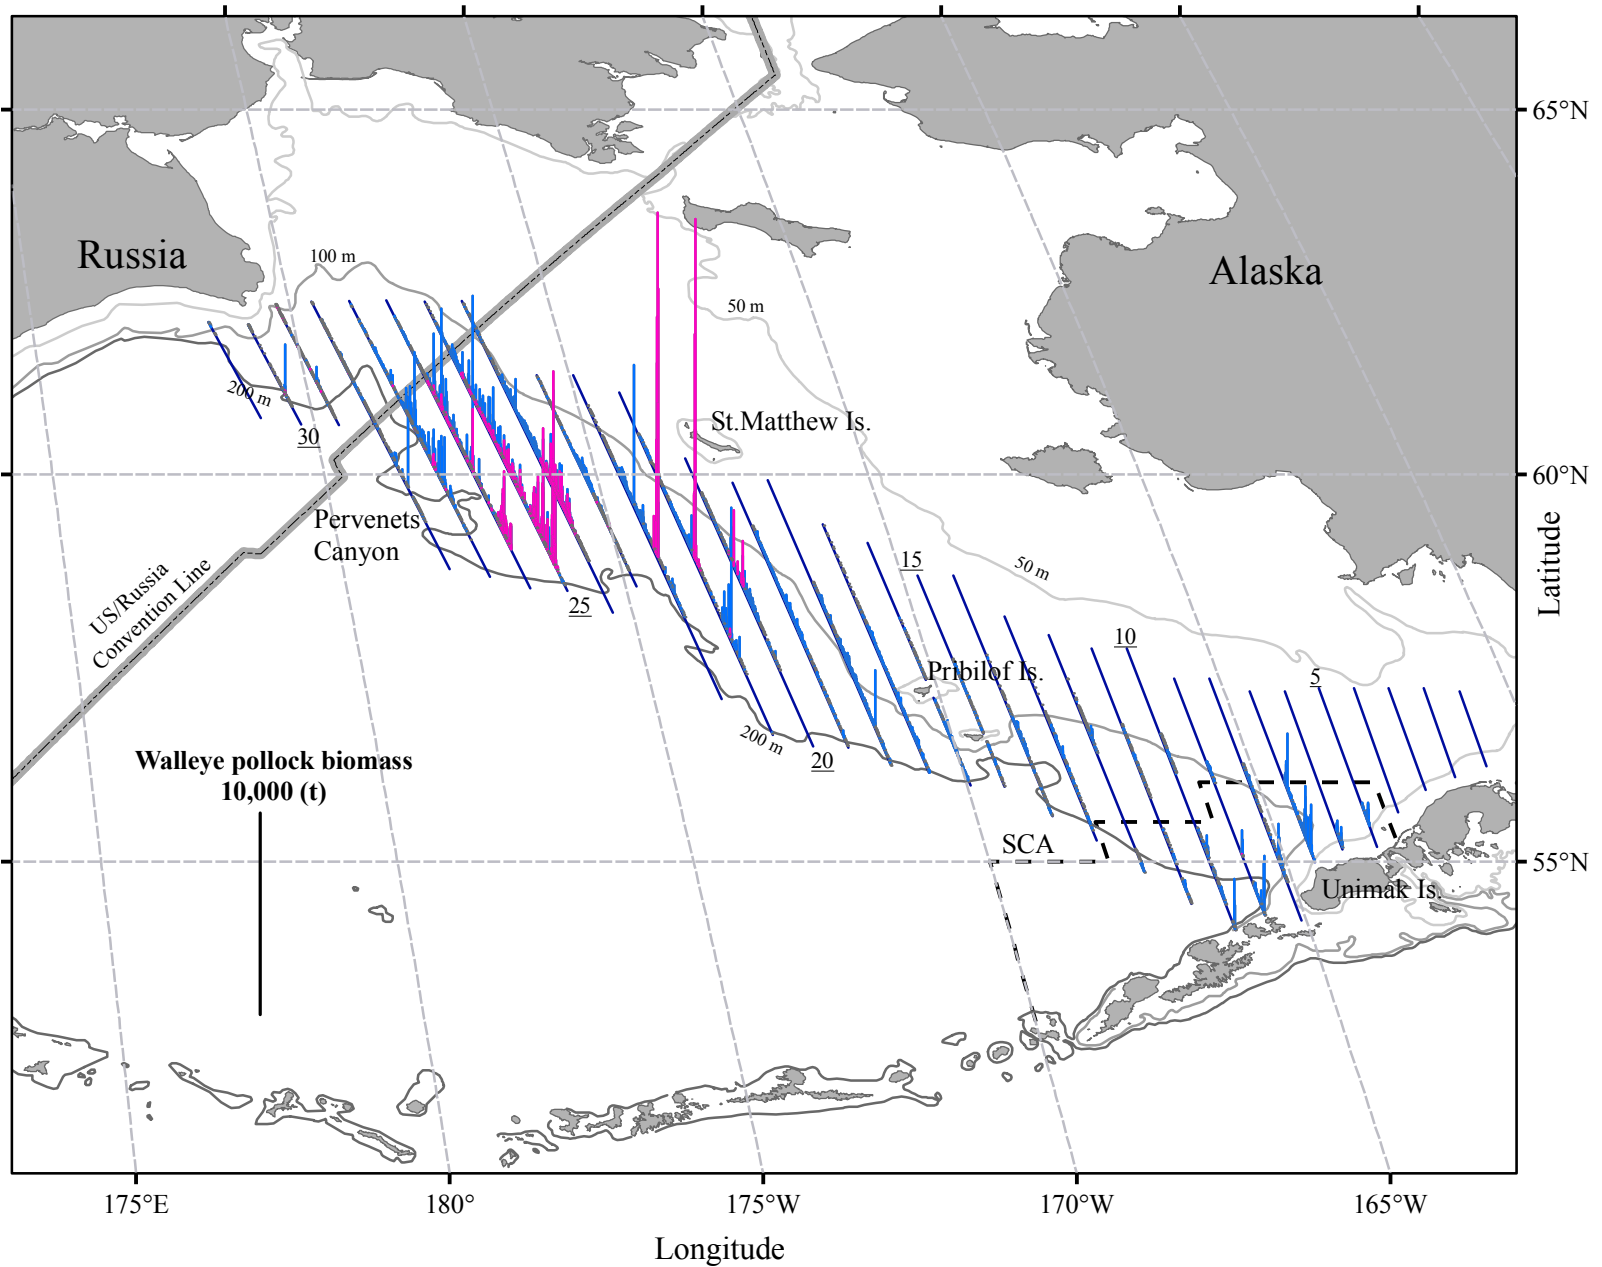 65°N
Russia
100 m
Alaska
50 m
200 m
St.Matthew Is.
30
60°N
Pervenets
Canyon
US/Russia
Convention Line
25
15
50 m
Latitude
10
Pribilof Is.
5
200 m
20
Walleye pollock biomass
10,000 (t)
SCA
55°N
Unimak Is.
175°E
180°
175°W
170°W
165°W
Longitude